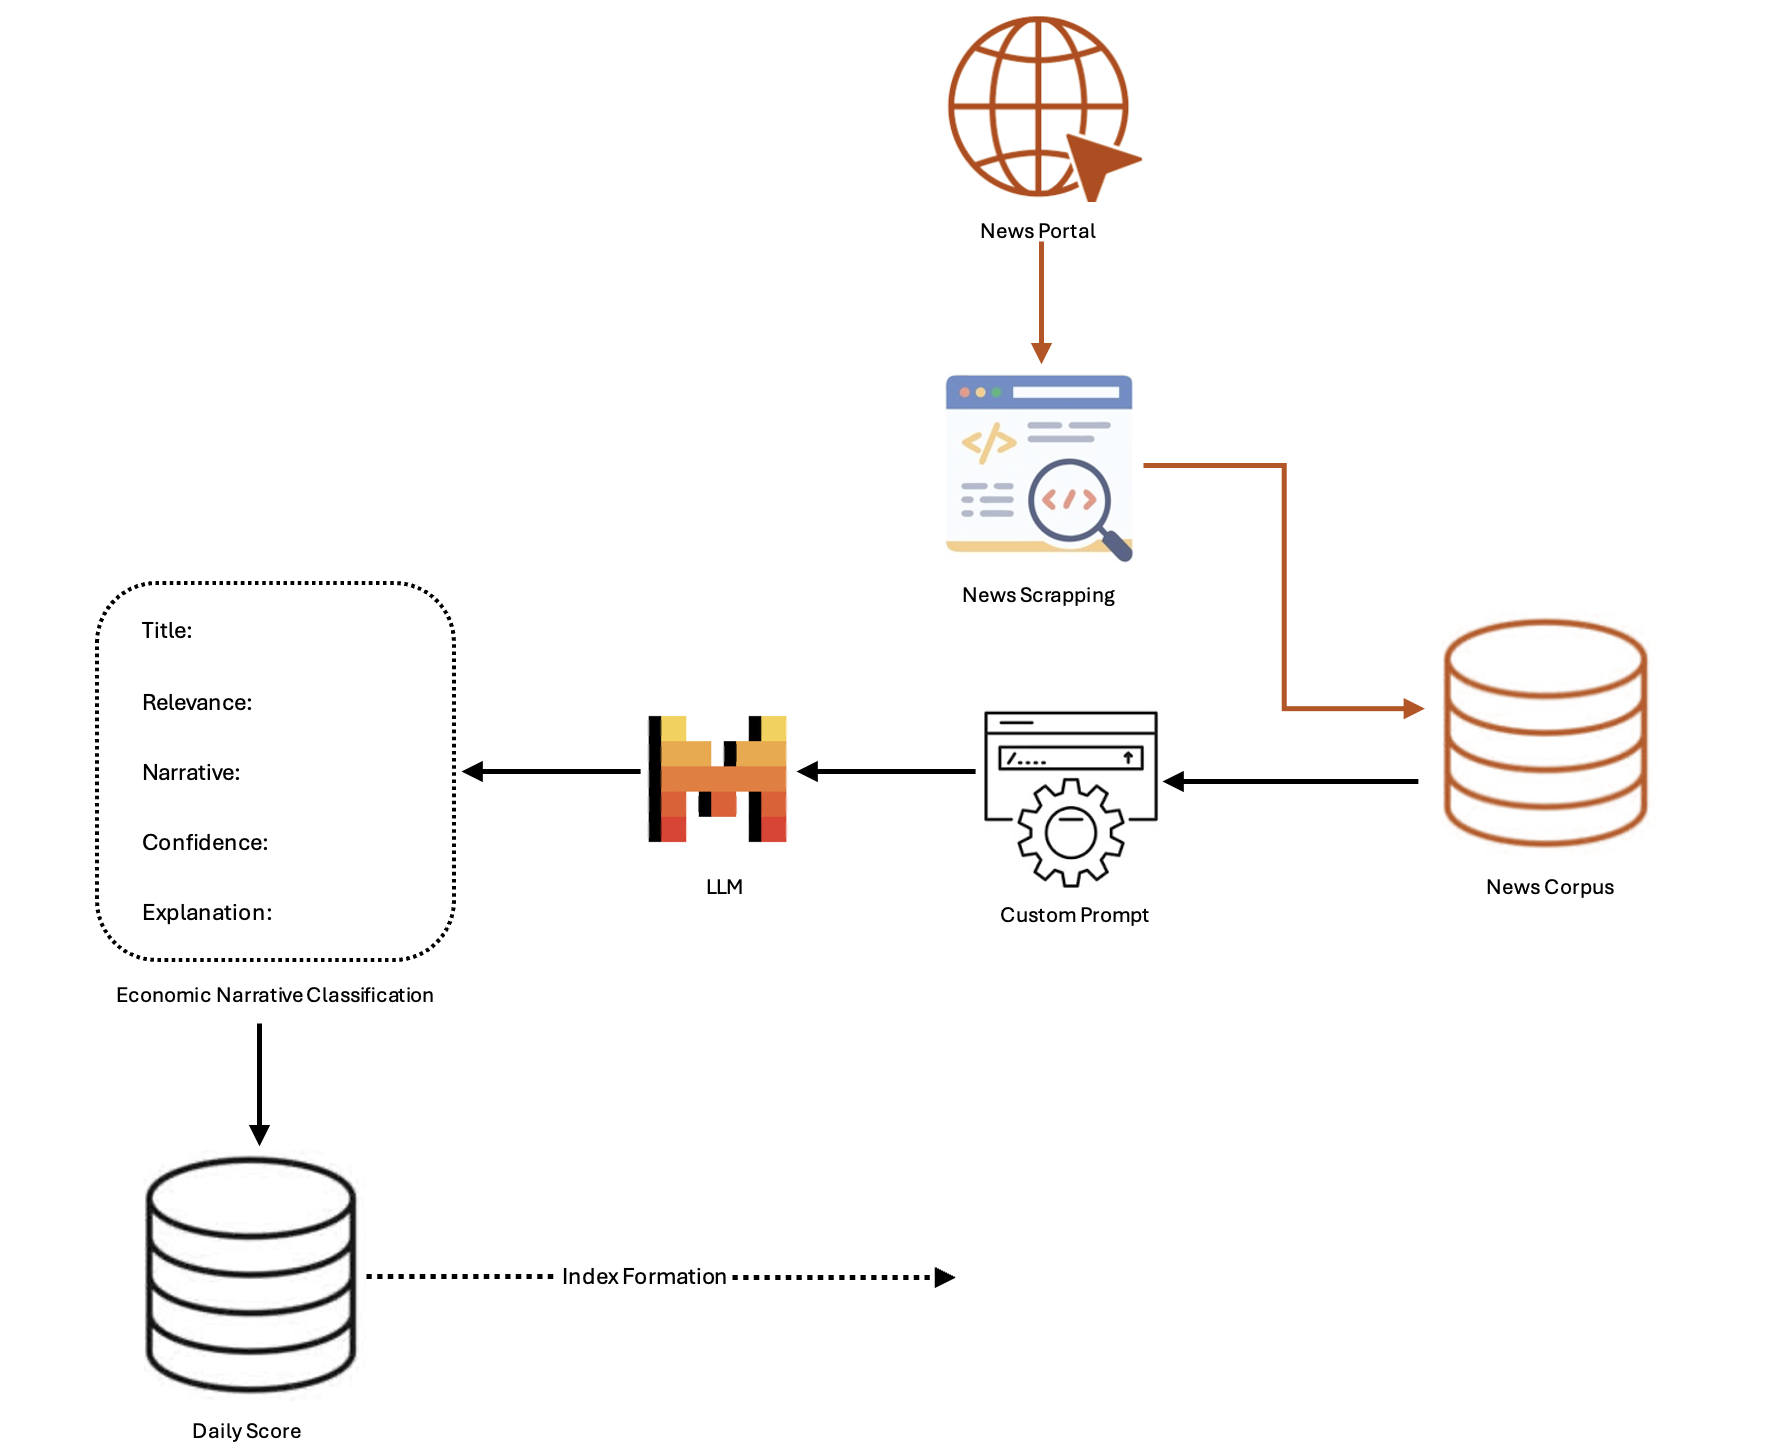 News Portal
News Scrapping
Title:
Relevance:
Narrative:
Confidence:
Explanation:
Economic Narrative Classification
LLM
Custom Prompt
News Corpus
Index Formation
Daily Score